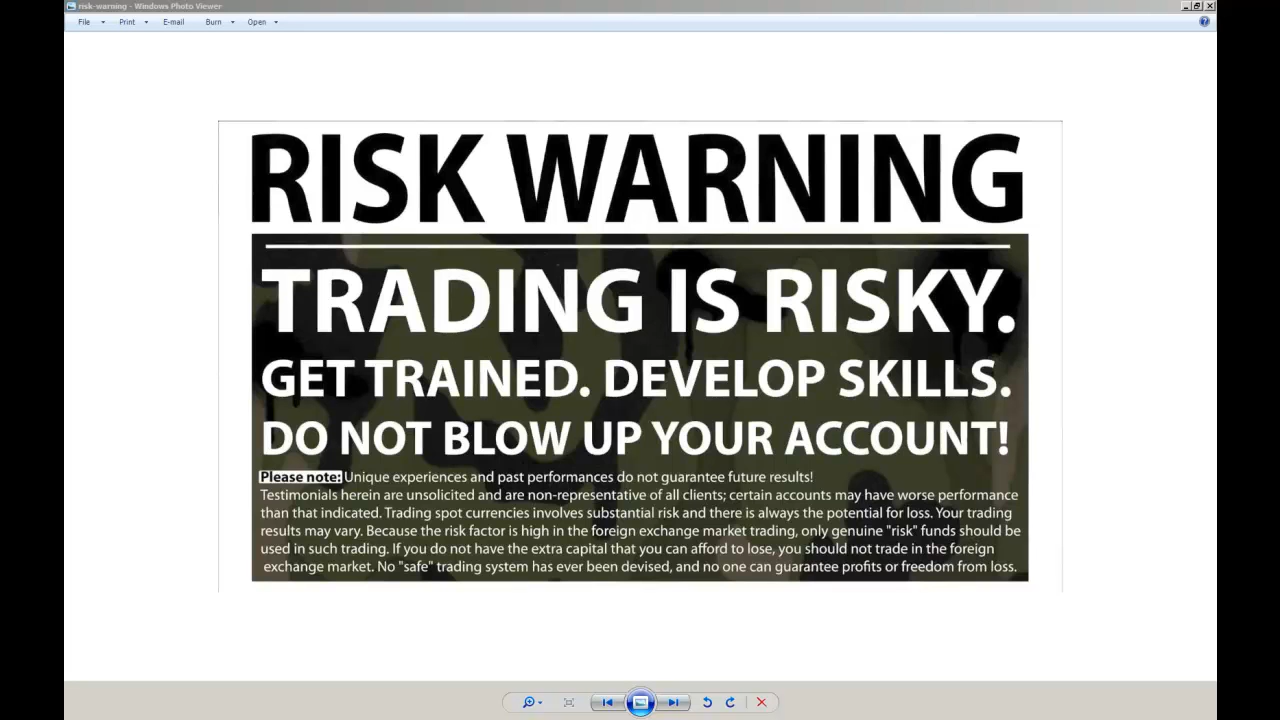 risk-warning - Windows Photo Viewer
File Print E-mail Burn Open
RISK WARNING
TRADING IS RISKY.
GET TRAINED. DEVELOP SKILLS.
DO NOT BLOW UP YOUR ACCOUNT!
Please note: Unique experiences and past performances do not guarantee future results!
Testimonials herein are unsolicited and are non-representative of all clients; certain accounts may have worse performance
than that indicated. Trading spot currencies involves substantial risk and there is always the potential for loss. Your trading
results may vary. Because the risk factor is high in the foreign exchange market trading, only genuine "risk" funds should be
used in such trading. If you do not have the extra capital that you can afford to lose, you should not trade in the foreign
exchange market. No "safe" trading system has ever been devised, and no one can guarantee profits or freedom from loss.